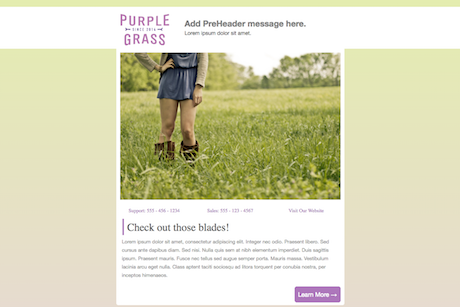 PURPLE
SINCE 2014
GRASS
Add PreHeader message here.
Lorem ipsum dolor sit amet.
Support: 555 - 456 - 1234
Sales: 555 - 123 - 4567
Visit Our Website
Check out those blades!
Lorem ipsum dolor sit amet, consectetur adipiscing elit. Integer nec odio. Praesent libero. Sed
cursus ante dapibus diam. Sed nisi. Nulla quis sem at nibh elementum imperdiet. Duis sagittis
ipsum. Praesent mauris. Fusce nec tellus sed augue semper porta. Mauris massa. Vestibulum
lacinia arcu eget nulla. Class aptent taciti sociosqu ad litora torquent per conubia nostra, per
inceptos himenaeos.
Learn More →